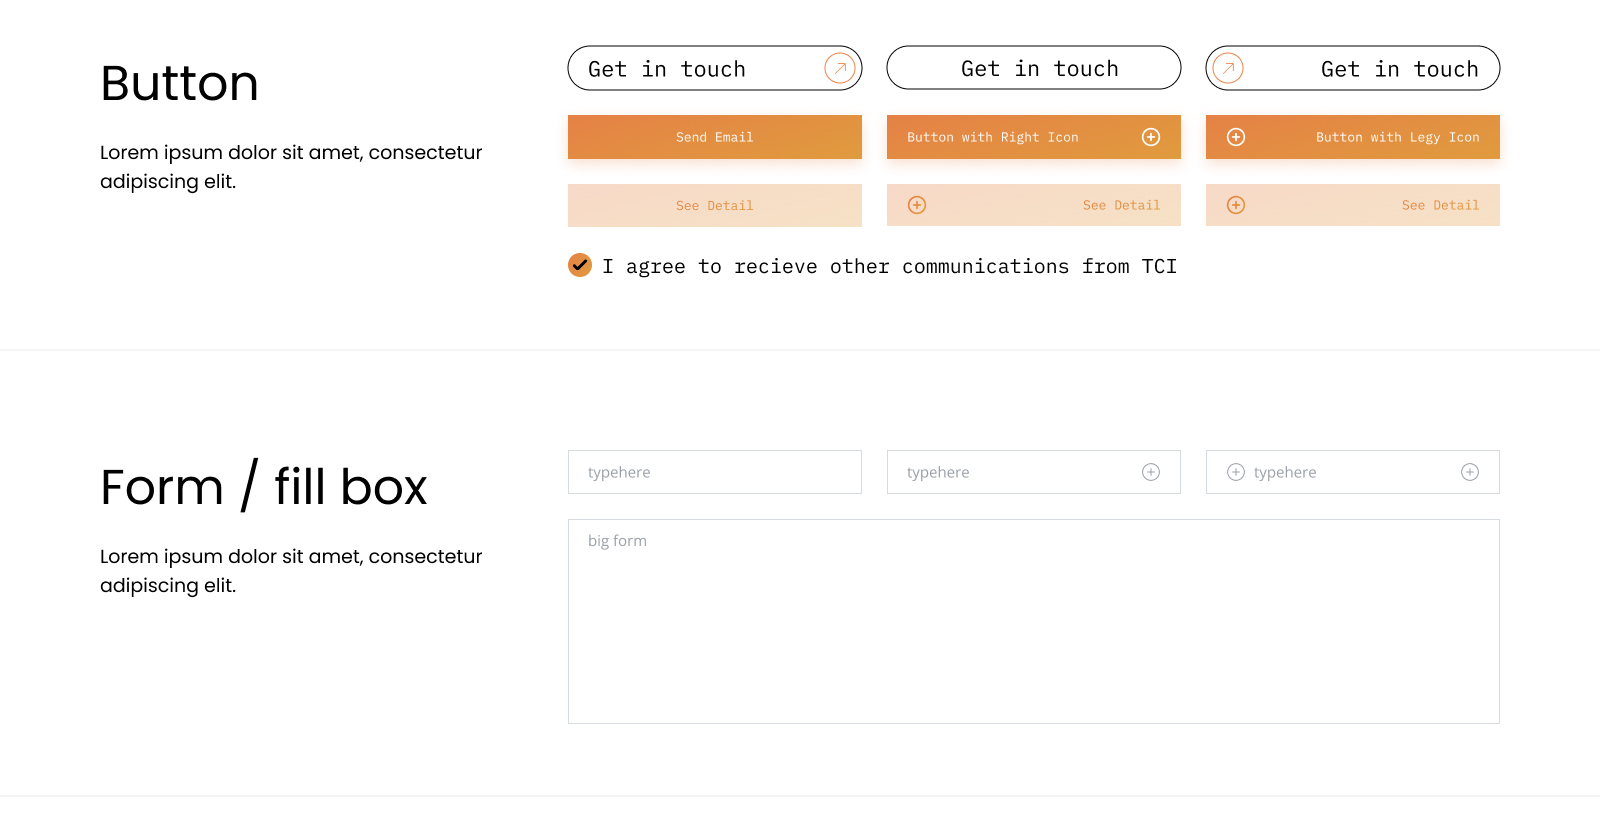 Button
Lorem ipsum dolor sit amet, consectetur
adipiscing elit.
Get in touch
Get in touch
Get in touch
Send Email
Button with Right Icon
Button with Legy Icon
See Detail
See Detail
See Detail
I agree to recieve other communications from TCI
Form / fill box
Lorem ipsum dolor sit amet, consectetur
adipiscing elit.
typehere
typehere
typehere
big form